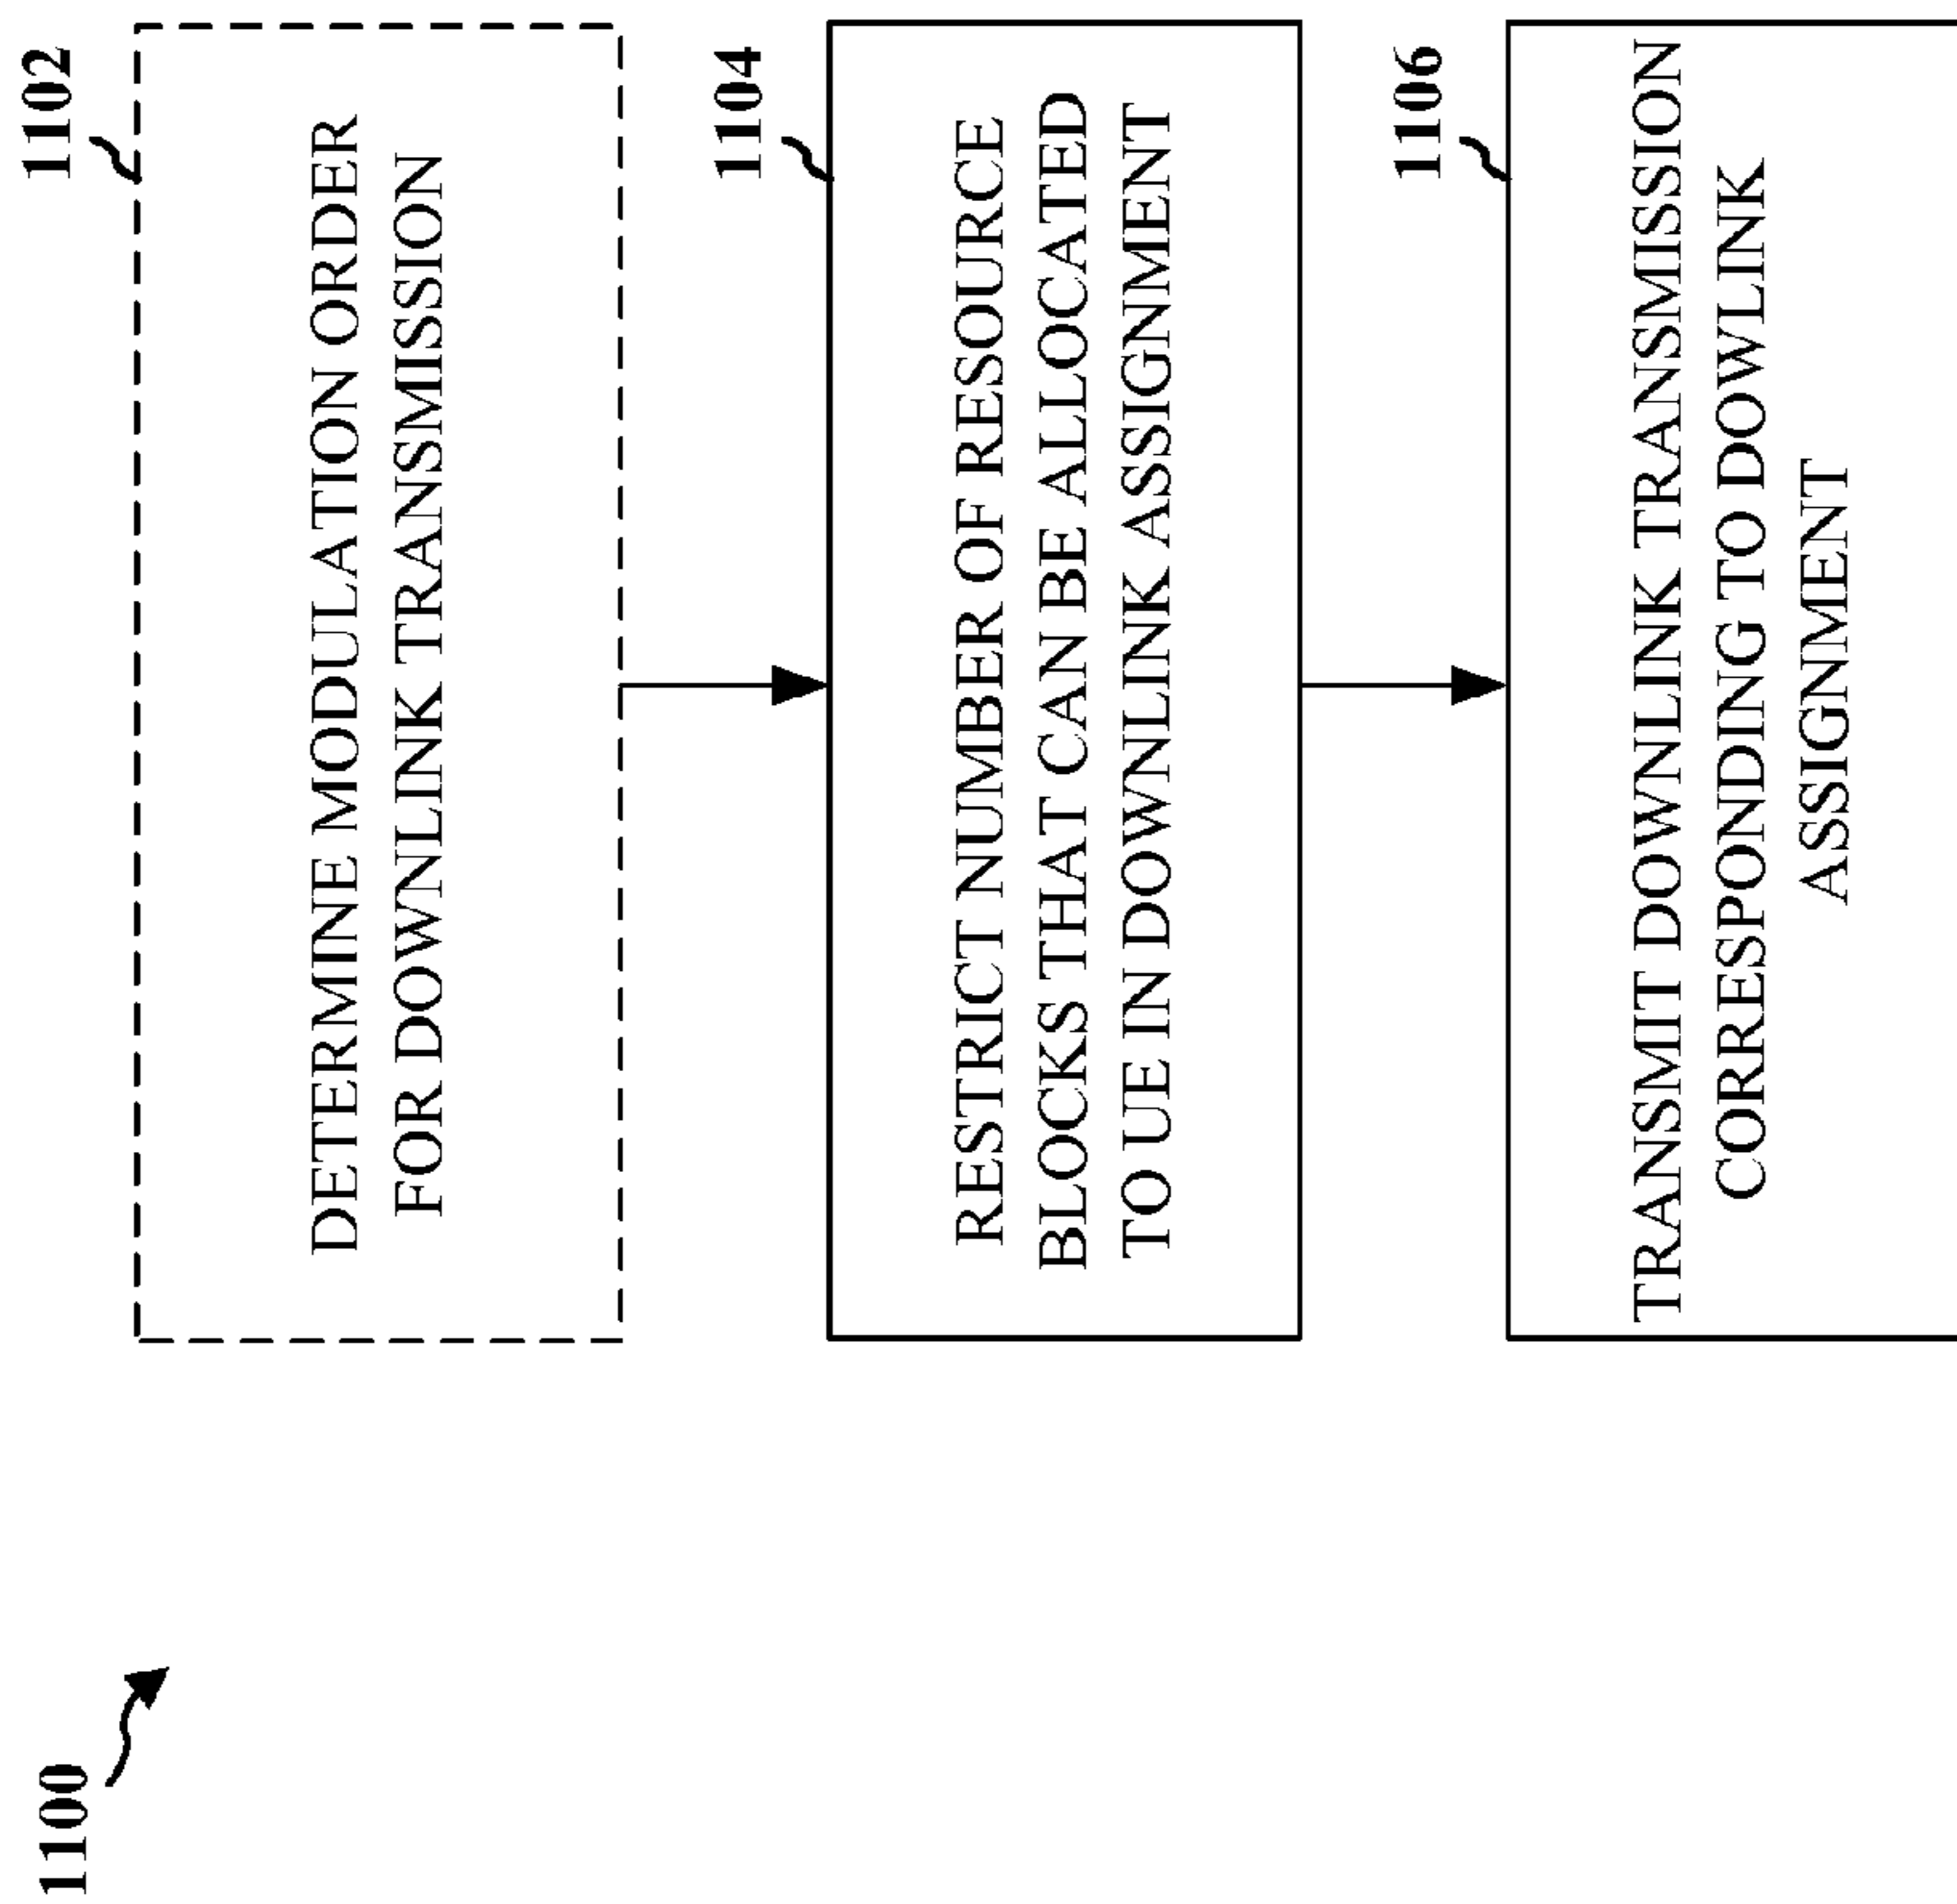 1100
1102
DETERMINE MODULATION ORDER
FOR DOWNLINK TRANSMISSION
1104
RESTRICT NUMBER OF RESOURCE
BLOCKS THAT CAN BE ALLOCATED
TO UE IN DOWNLINK ASSIGNMENT
1106
TRANSMIT DOWNLINK TRANSMISSION
CORRESPONDING TO DOWLINK
ASSIGNMENT